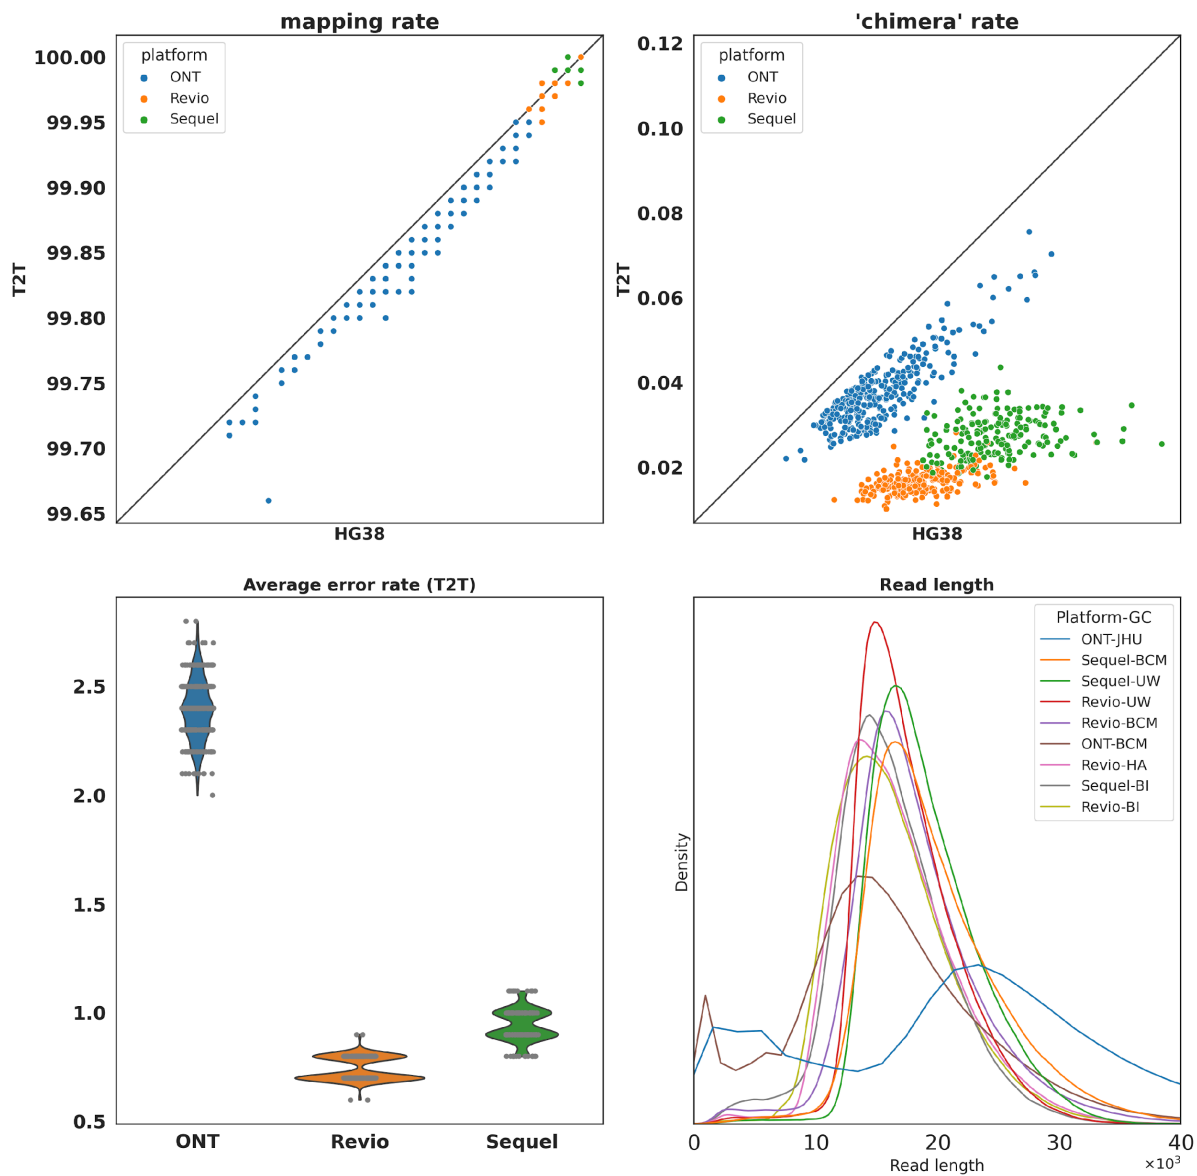 mapping rate
platform
ONT
Revio
Sequel
100.00
99.95
99.90
99.85
99.80
99.75
99.70
99.65
T2T
HG38
'chimera' rate
platform
ONT
Revio
Sequel
0.12
0.10
0.08
0.06
0.04
0.02
T2T
HG38
Average error rate (T2T)
2.5
2.0
1.5
1.0
0.5
ONT Revio Sequel
Read length
Platform-GC
ONT-JHU
Sequel-BCM
Sequel-UW
Revio-UW
Revio-BCM
ONT-BCM
Revio-HA
Sequel-BI
Revio-BI
Density
0 10 20 30 40
Read length
×10³